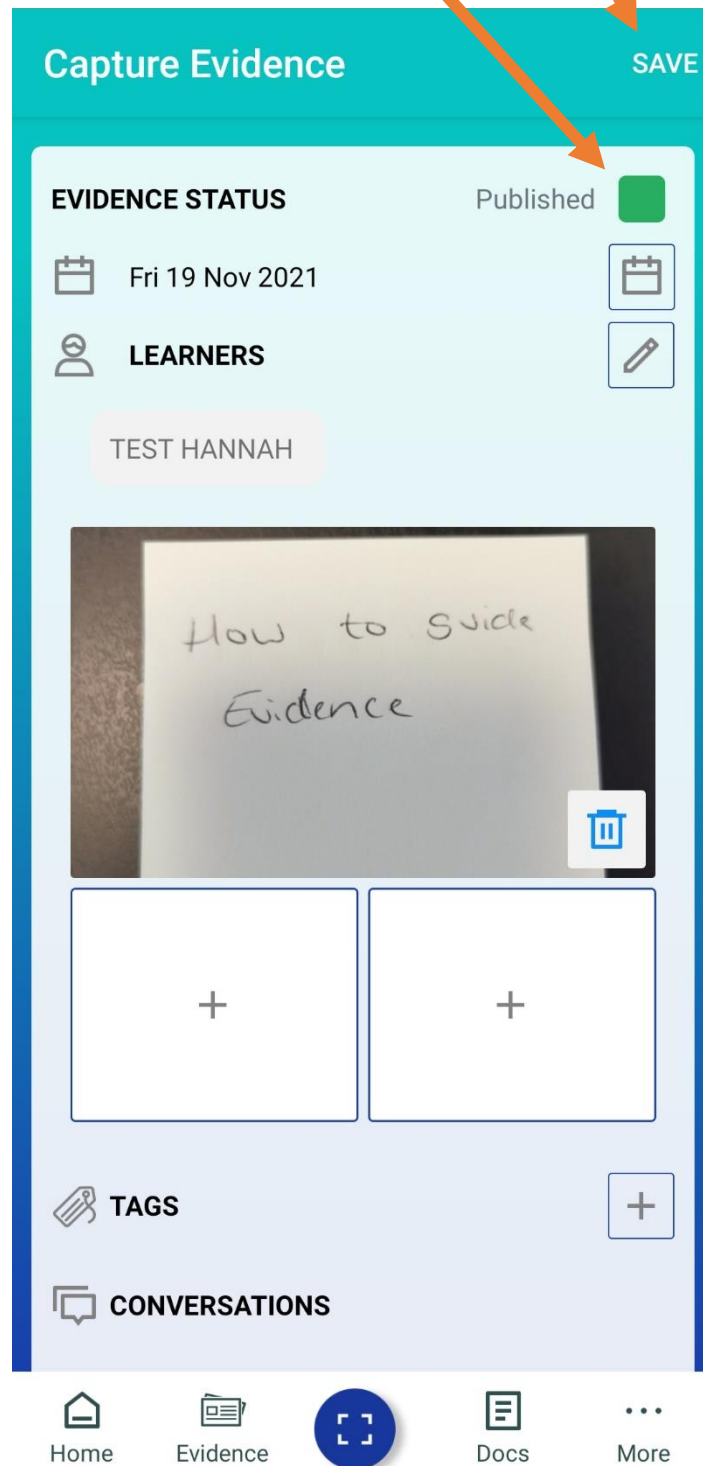 Capture Evidence SAVE
EVIDENCE STATUS Published
Fri 19 Nov 2021
LEARNERS
TEST HANNAH
How to guide
Evidence
+ +
TAGS +
CONVERSATIONS
Home Evidence Docs More